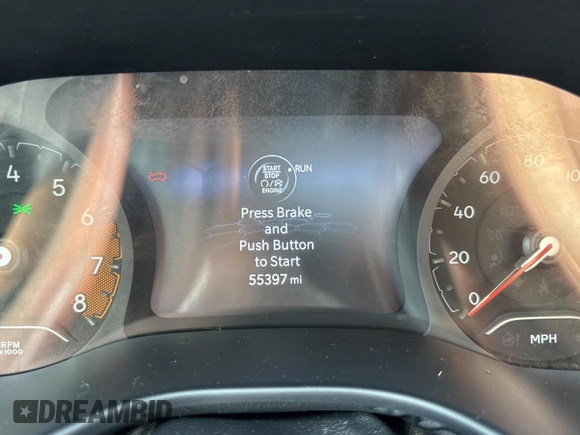 START
STOP
ENGINE
RUN
Press Brake
and
Push Button
to Start
55397 mi
4
5
6
7
8
RPM
x1000
0
20
40
60
80
MPH
DREAMBID